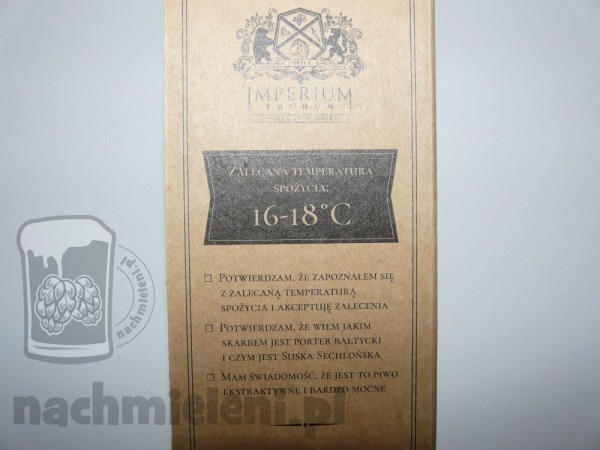 IMPERIUM
PRUNUM
ZALECANA TEMPERATURA
SPOŻYCIA:
16-18°C
☐ POTWIERDZAM, ŻE ZAPOZNAŁEM SIĘ
Z ZALECANĄ TEMPERATURĄ
SPOŻYCIA I AKCEPTUJĘ ZALECENIA
☐ POTWIERDZAM, ŻE WIEM JAKIM
SKARBEM JEST PORTER BAŁTYCKI
I CZYM JEST SUSKA SECHLOŃSKA
☐ MAM ŚWIADOMOŚĆ, ŻE JEST TO PIWO
EKSTRAKTYWNE I BARDZO MOCNE
nachmieleni.pl
nachmieleni.pl